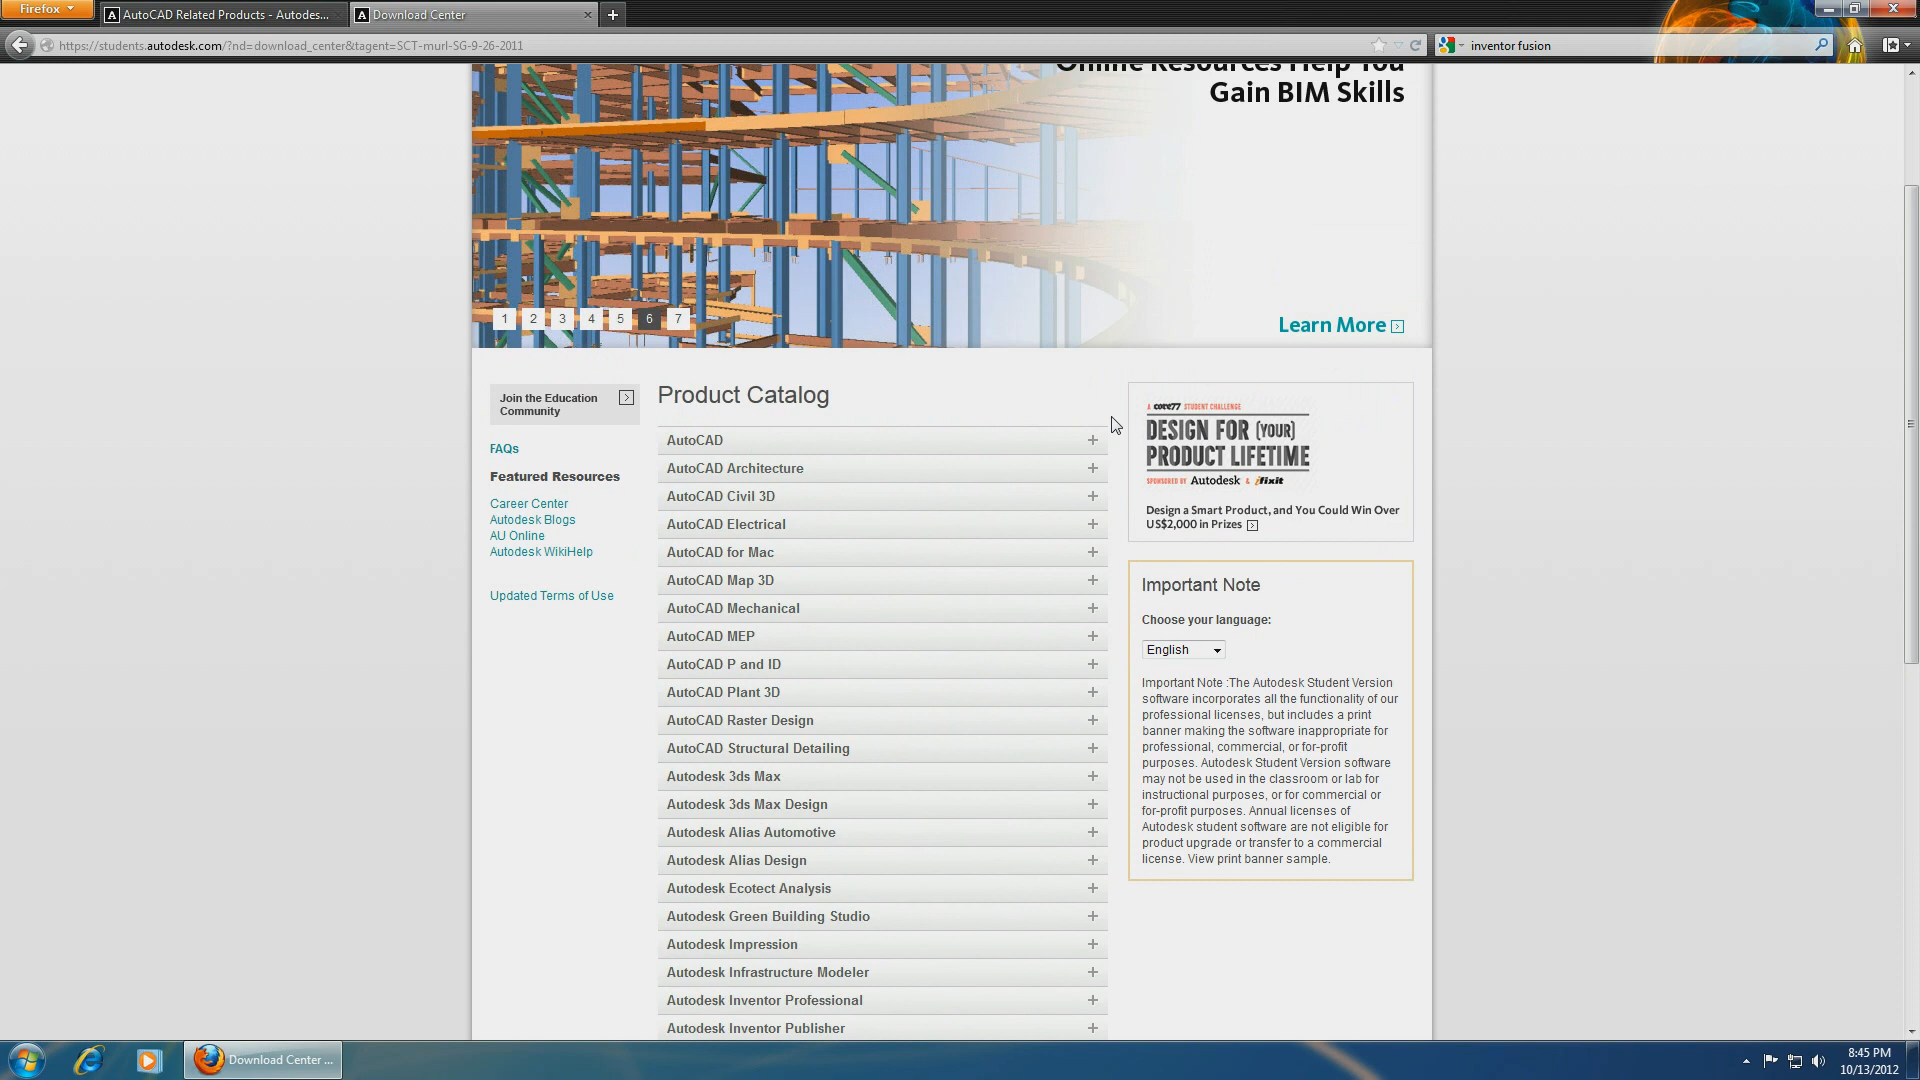 Firefox
AutoCAD Related Products - Autodes...
Download Center
https://students.autodesk.com/?nd=download_center&tagent=SCT-murl-SG-9-26-2011
inventor fusion
Online Resources Help You
Gain BIM Skills
1 2 3 4 5 6 7
Learn More
Join the Education
Community
FAQs
Featured Resources
Career Center
Autodesk Blogs
AU Online
Autodesk WikiHelp
Updated Terms of Use
Product Catalog
AutoCAD
AutoCAD Architecture
AutoCAD Civil 3D
AutoCAD Electrical
AutoCAD for Mac
AutoCAD Map 3D
AutoCAD Mechanical
AutoCAD MEP
AutoCAD P and ID
AutoCAD Plant 3D
AutoCAD Raster Design
AutoCAD Structural Detailing
Autodesk 3ds Max
Autodesk 3ds Max Design
Autodesk Alias Automotive
Autodesk Alias Design
Autodesk Ecotect Analysis
Autodesk Green Building Studio
Autodesk Impression
Autodesk Infrastructure Modeler
Autodesk Inventor Professional
Autodesk Inventor Publisher
A core77 STUDENT CHALLENGE
DESIGN FOR (YOUR)
PRODUCT LIFETIME
SPONSORED BY Autodesk & ifixit
Design a Smart Product, and You Could Win Over
US$2,000 in Prizes
Important Note
Choose your language:
English
Important Note :The Autodesk Student Version
software incorporates all the functionality of our
professional licenses, but includes a print
banner making the software inappropriate for
professional, commercial, or for-profit
purposes. Autodesk Student Version software
may not be used in the classroom or lab for
instructional purposes, or for commercial or
for-profit purposes. Annual licenses of
Autodesk student software are not eligible for
product upgrade or transfer to a commercial
license. View print banner sample.
Download Center ...
8:45 PM
10/13/2012